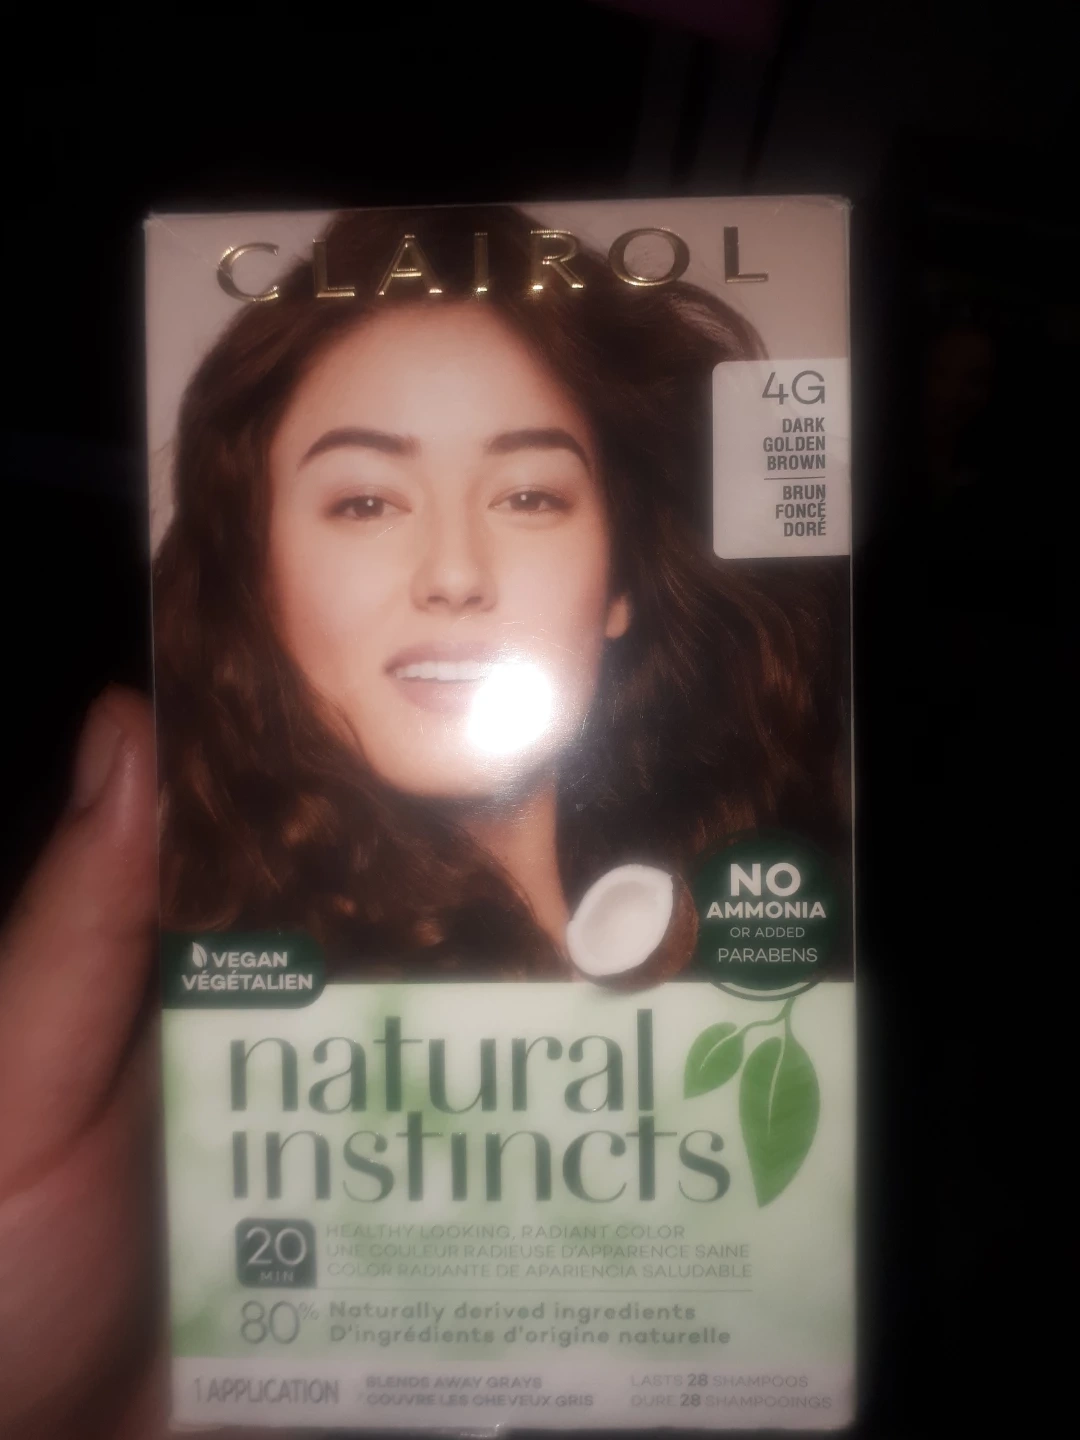 CLAIROL
4G
DARK
GOLDEN
BROWN
BRUN
FONCÉ
DORÉ
NO
AMMONIA
OR ADDED
PARABENS
VEGAN
VÉGÉTALIEN
natural
instincts
20
MIN
HEALTHY LOOKING, RADIANT COLOR
UNE COULEUR RADIEUSE D'APPARENCE SAINE
COLOR RADIANTE DE APARIENCIA SALUDABLE
80% Naturally derived ingredients
D'ingrédients d'origine naturelle
1 APPLICATION
BLENDS AWAY GRAYS
COUVRE LES CHEVEUX GRIS
LASTS 28 SHAMPOOS
DURE 28 SHAMPOOINGS